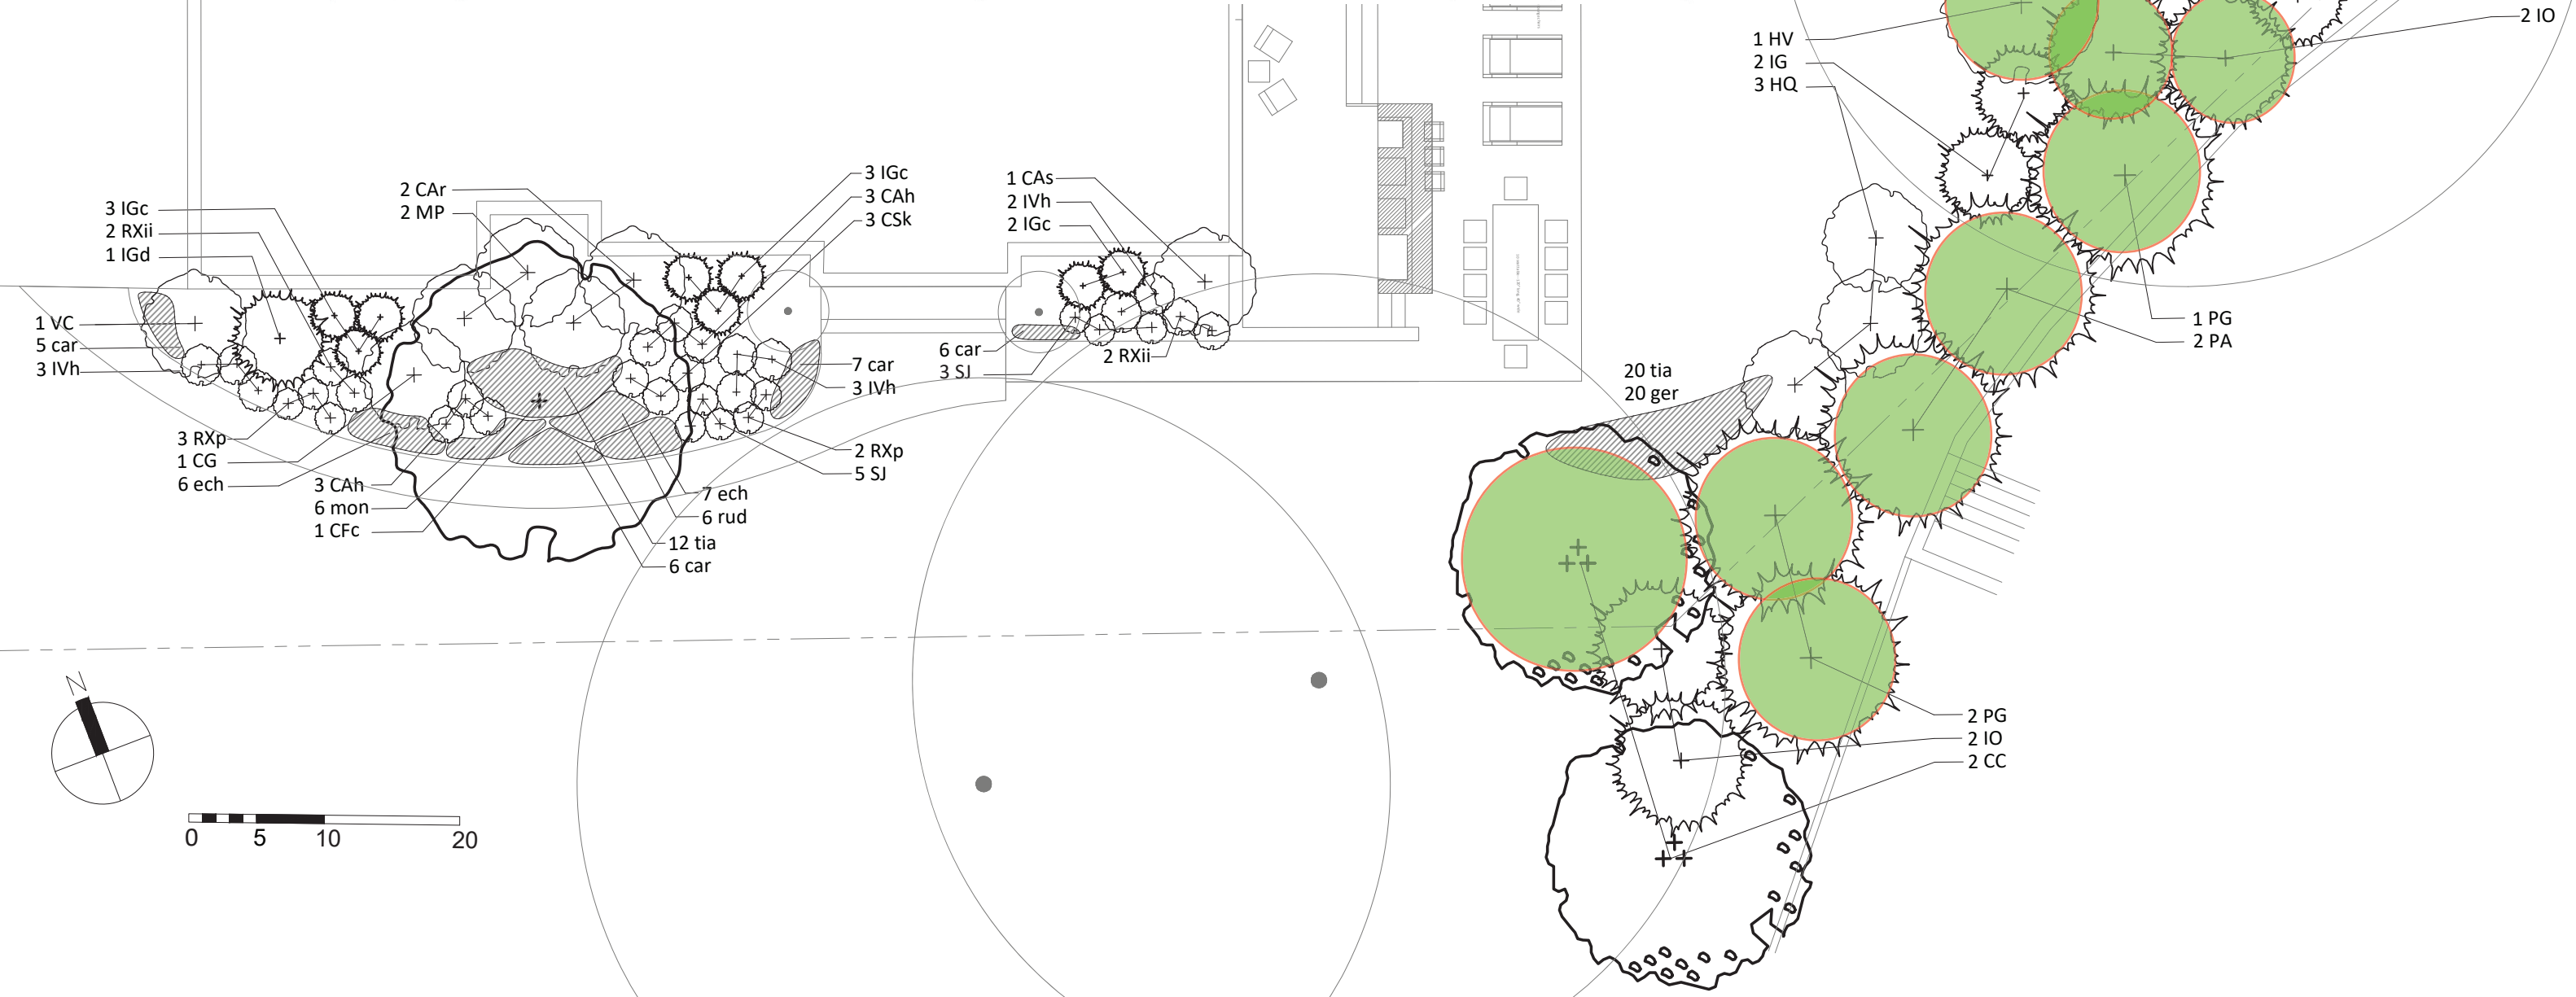 2 IO
1 HV
2 IG
3 HQ
3 IGc
2 RXii
1 IGd
2 CAr
2 MP
3 IGc
3 CAh
3 CSk
1 CAs
2 IVh
2 IGc
1 VC
5 car
3 IVh
6 car
3 SJ
2 RXii
7 car
3 IVh
1 PG
2 PA
20 tia
20 ger
3 RXp
1 CG
6 ech
3 CAh
6 mon
1 CFc
2 RXp
5 SJ
7 ech
6 rud
12 tia
6 car
N
0 5 10 20
2 PG
2 IO
2 CC